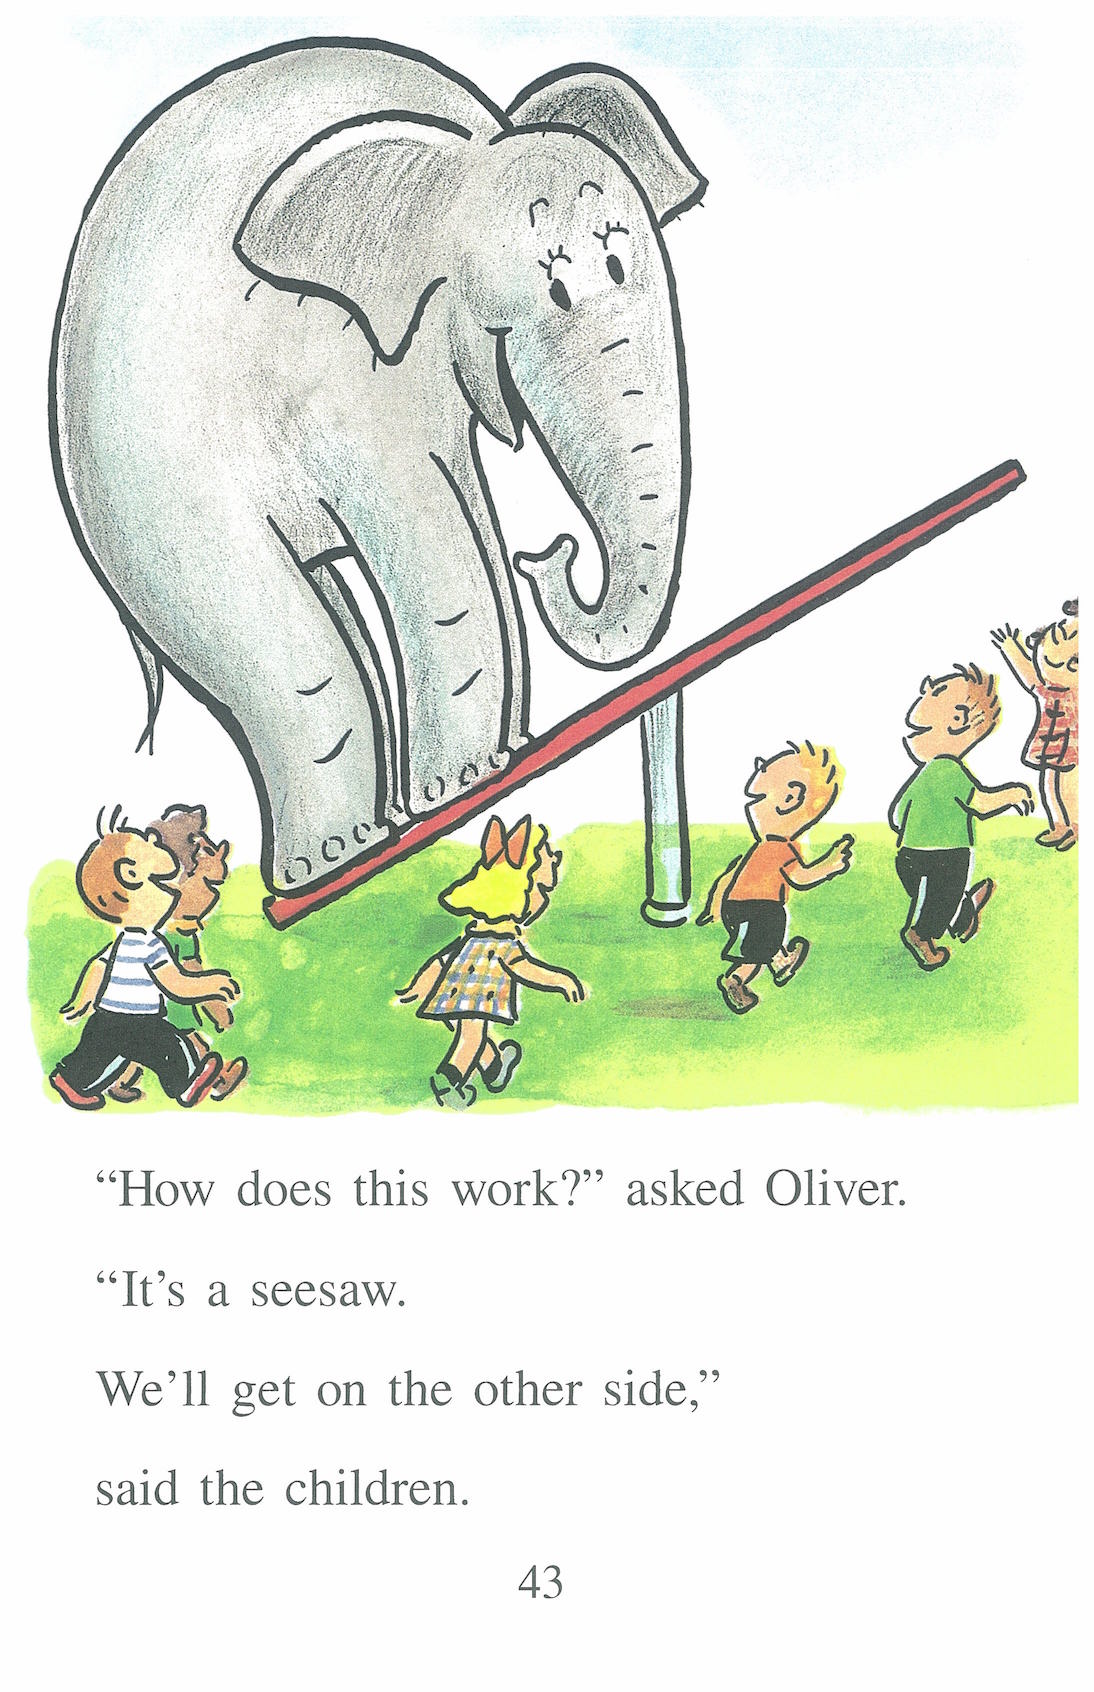 “How does this work?” asked Oliver.
“It’s a seesaw.
We’ll get on the other side,”
said the children.
43